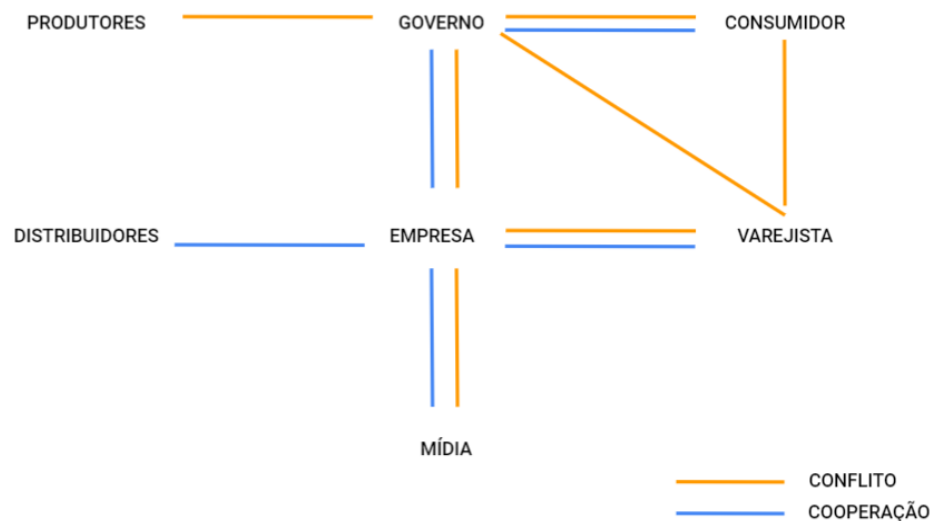 PRODUTORES
GOVERNO
CONSUMIDOR
DISTRIBUIDORES
EMPRESA
VAREJISTA
MÍDIA
CONFLITO
COOPERAÇÃO